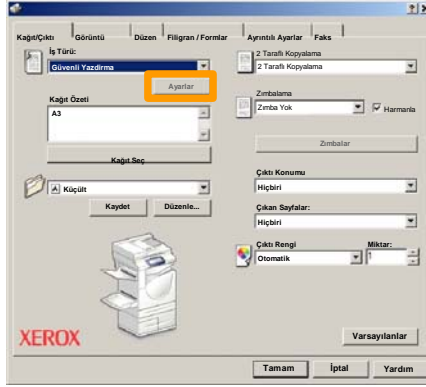 Kağıt/Çıktı Görüntü Düzen Filigran / Formlar Ayrıntılı Ayarlar Faks
İş Türü:
Güvenli Yazdirma
Ayarlar
Kağıt Özeti
A3
Kağıt Seç
Küçült
Kaydet Düzenle...
XEROX
2 Taraflı Kopyalama
2 Taraflı Kopyalama
Zımbalama
Zımba Yok
Harmanla
Zımbalar
Çıktı Konumu
Hiçbiri
Çıkan Sayfalar:
Hiçbiri
Çıktı Rengi Miktar:
Otomatik 1
Varsayılanlar
Tamam İptal Yardım